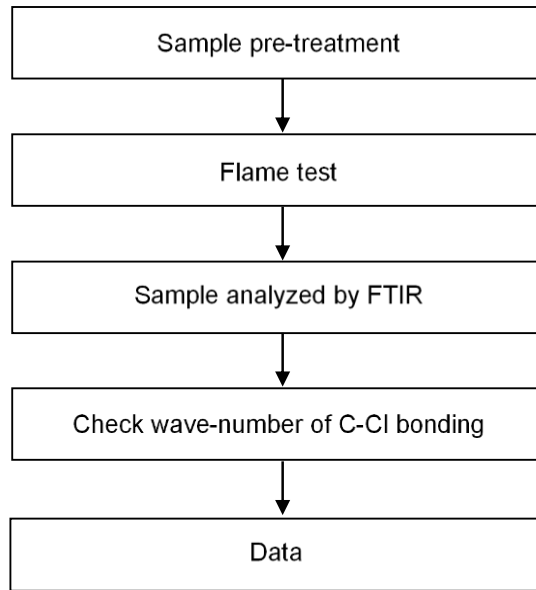 Sample pre-treatment
Flame test
Sample analyzed by FTIR
Check wave-number of C-Cl bonding
Data